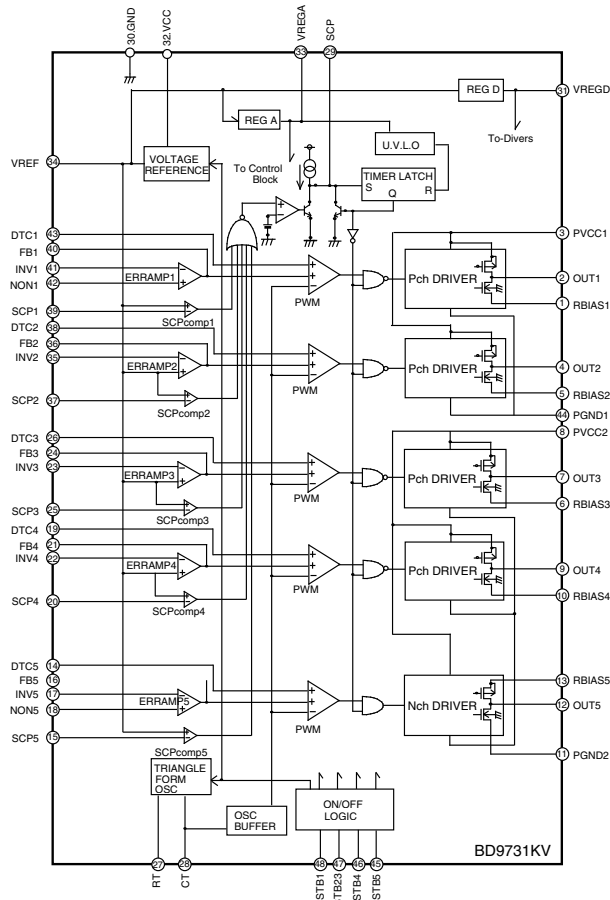 30.GND
32.VCC
VREGA
33
SCP
29
REG D
31
VREGD
REG A
U.V.L.O
To-Divers
VREF
34
VOLTAGE
REFERENCE
To Control
Block
TIMER LATCH
S
Q
R
DTC1
43
FB1
40
INV1
41
NON1
42
ERRAMP1
PWM
Pch DRIVER
3
PVCC1
2
OUT1
1
RBIAS1
SCP1
39
SCPcomp1
DTC2
38
FB2
36
INV2
35
ERRAMP2
PWM
Pch DRIVER
4
OUT2
5
RBIAS2
SCP2
37
SCPcomp2
44
PGND1
8
PVCC2
DTC3
26
FB3
24
INV3
23
ERRAMP3
PWM
Pch DRIVER
7
OUT3
6
RBIAS3
SCP3
25
SCPcomp3
DTC4
19
FB4
21
INV4
22
ERRAMP4
PWM
Pch DRIVER
9
OUT4
10
RBIAS4
SCP4
20
SCPcomp4
DTC5
14
FB5
16
INV5
17
NON5
18
ERRAMP5
PWM
Nch DRIVER
13
RBIAS5
12
OUT5
11
PGND2
SCP5
15
SCPcomp5
TRIANGLE
FORM
OSC
OSC
BUFFER
ON/OFF
LOGIC
BD9731KV
27
RT
28
CT
48
STB1
47
STB23
46
STB4
45
STB5